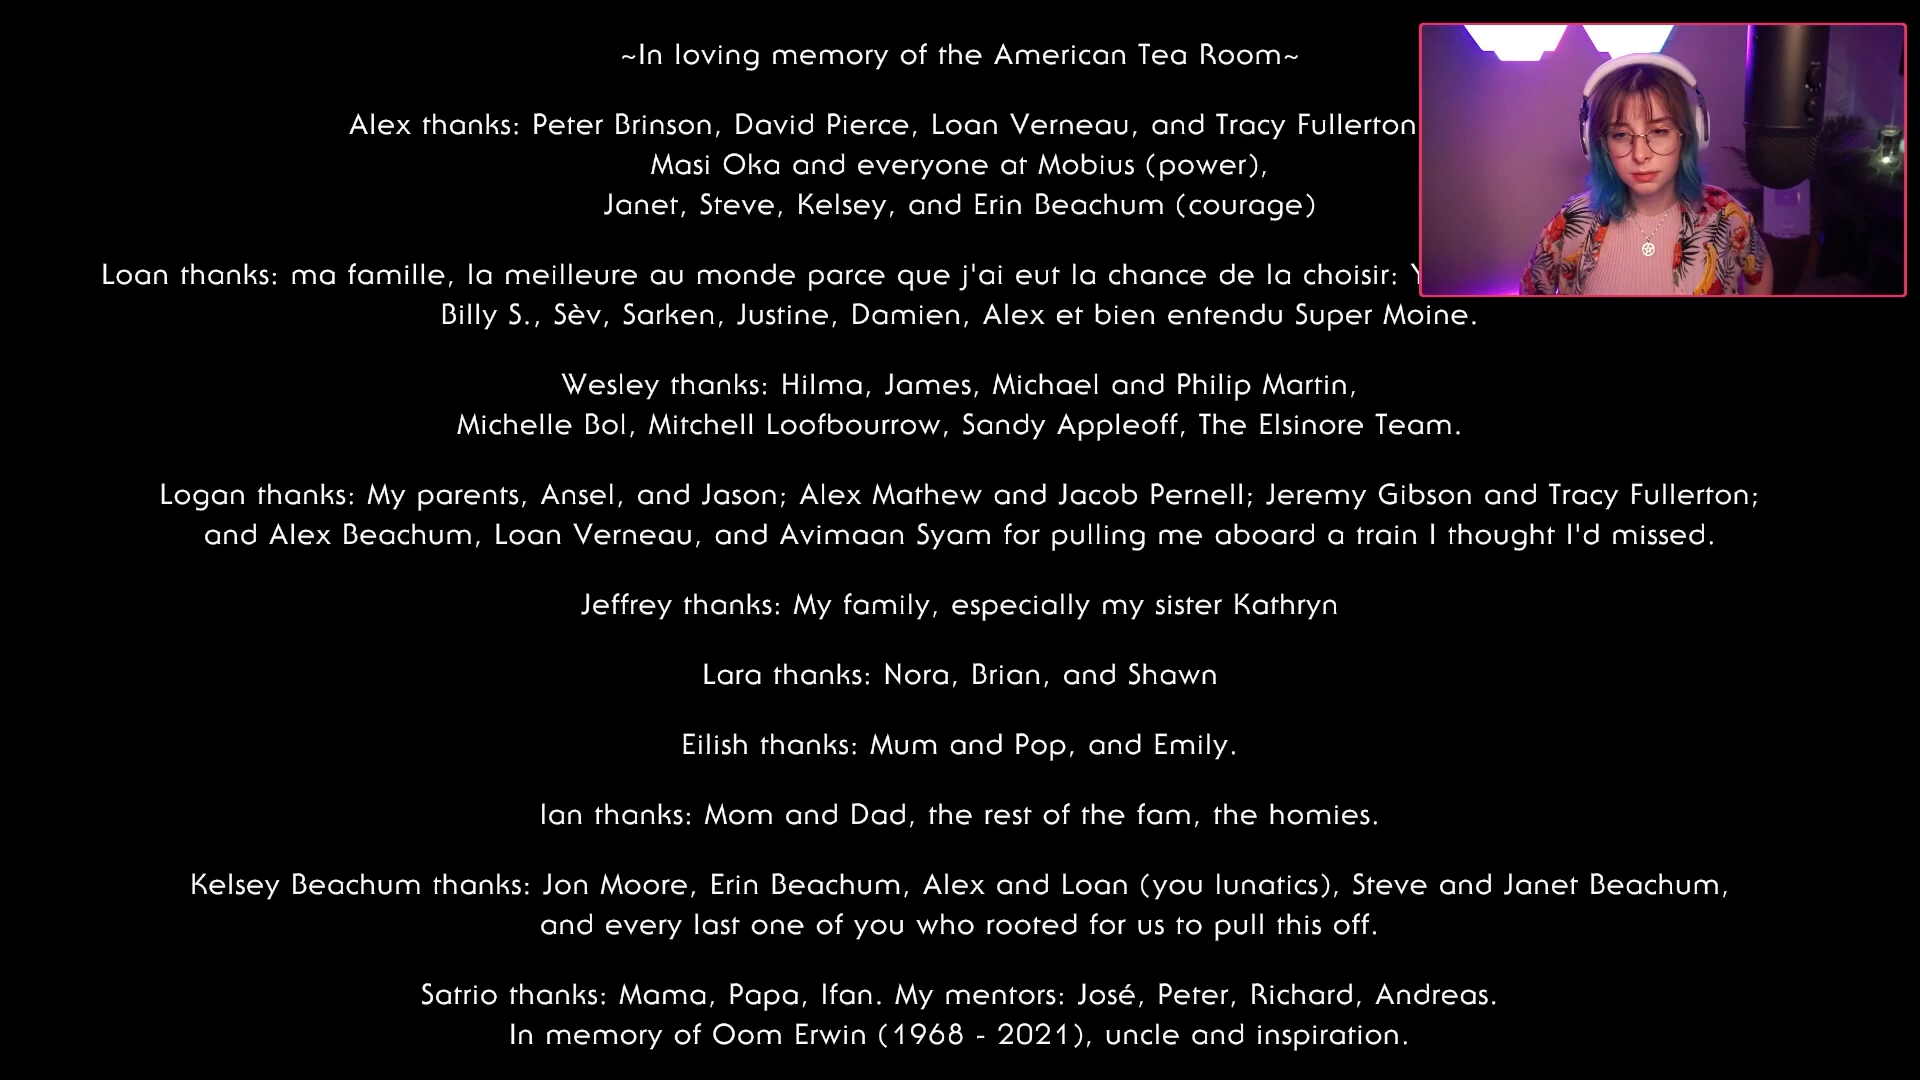 ~In loving memory of the American Tea Room~
Alex thanks: Peter Brinson, David Pierce, Loan Verneau, and Tracy Fullerton
Masi Oka and everyone at Mobius (power),
Janet, Steve, Kelsey, and Erin Beachum (courage)
Loan thanks: ma famille, la meilleure au monde parce que j'ai eut la chance de la choisir:
Billy S., Sèv, Sarken, Justine, Damien, Alex et bien entendu Super Moine.
Wesley thanks: Hilma, James, Michael and Philip Martin,
Michelle Bol, Mitchell Loofbourrow, Sandy Appleoff, The Elsinore Team.
Logan thanks: My parents, Ansel, and Jason; Alex Mathew and Jacob Pernell; Jeremy Gibson and Tracy Fullerton;
and Alex Beachum, Loan Verneau, and Avimaan Syam for pulling me aboard a train I thought I'd missed.
Jeffrey thanks: My family, especially my sister Kathryn
Lara thanks: Nora, Brian, and Shawn
Eilish thanks: Mum and Pop, and Emily.
Ian thanks: Mom and Dad, the rest of the fam, the homies.
Kelsey Beachum thanks: Jon Moore, Erin Beachum, Alex and Loan (you lunatics), Steve and Janet Beachum,
and every last one of you who rooted for us to pull this off.
Satrio thanks: Mama, Papa, Ifan. My mentors: José, Peter, Richard, Andreas.
In memory of Oom Erwin (1968 - 2021), uncle and inspiration.